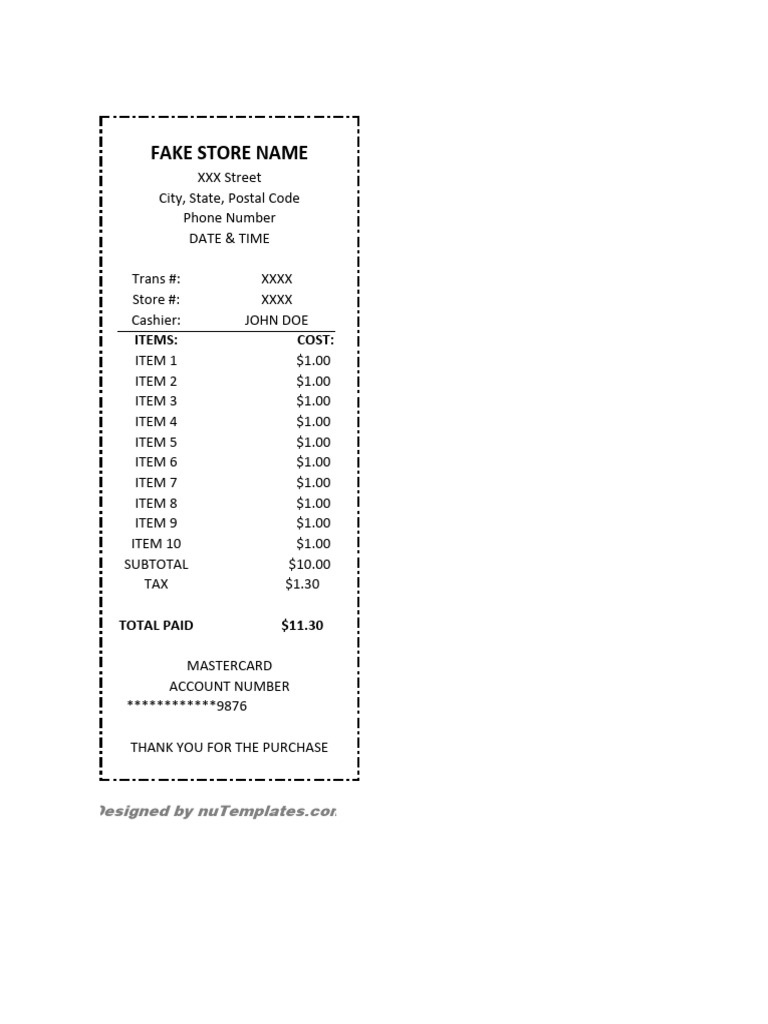 FAKE STORE NAME
XXX Street
City, State, Postal Code
Phone Number
DATE & TIME
Trans #: XXXX
Store #: XXXX
Cashier: JOHN DOE
ITEMS: COST:
ITEM 1 $1.00
ITEM 2 $1.00
ITEM 3 $1.00
ITEM 4 $1.00
ITEM 5 $1.00
ITEM 6 $1.00
ITEM 7 $1.00
ITEM 8 $1.00
ITEM 9 $1.00
ITEM 10 $1.00
SUBTOTAL $10.00
TAX $1.30
TOTAL PAID $11.30
MASTERCARD
ACCOUNT NUMBER
************9876
THANK YOU FOR THE PURCHASE
Designed by nuTemplates.com